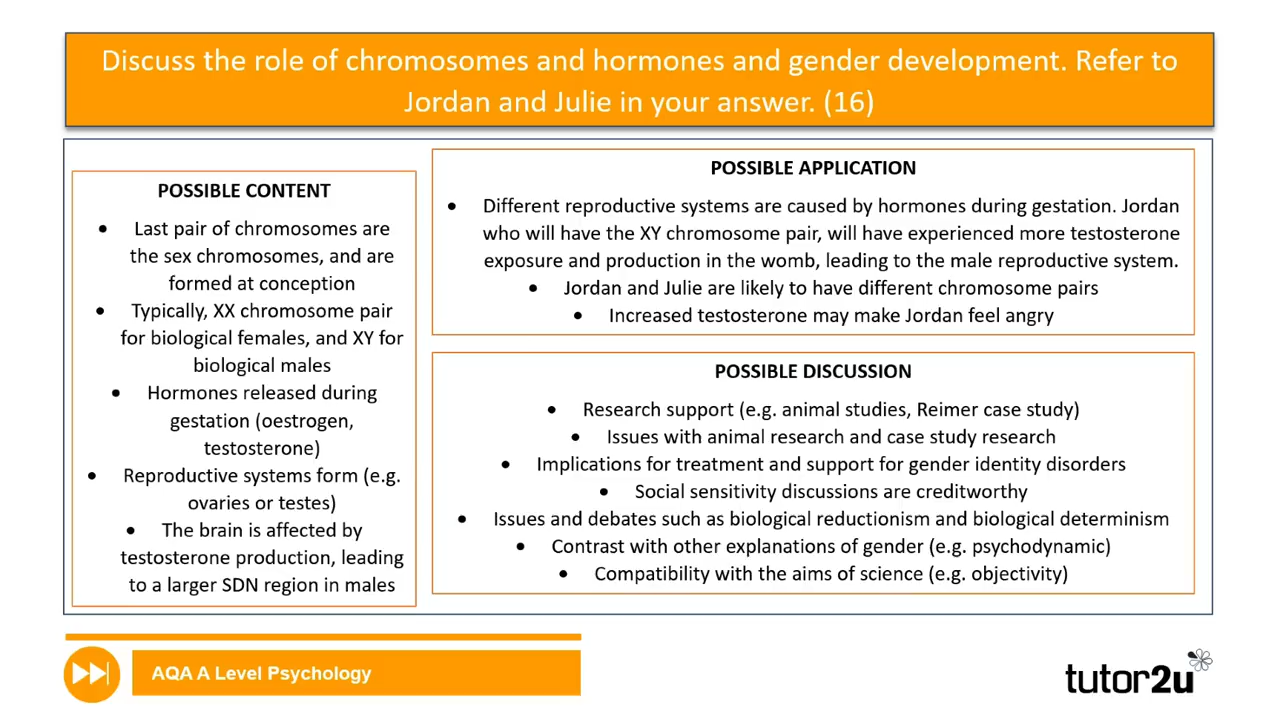 Discuss the role of chromosomes and hormones and gender development. Refer to
Jordan and Julie in your answer. (16)
POSSIBLE CONTENT
• Last pair of chromosomes are
the sex chromosomes, and are
formed at conception
• Typically, XX chromosome pair
for biological females, and XY for
biological males
• Hormones released during
gestation (oestrogen,
testosterone)
• Reproductive systems form (e.g.
ovaries or testes)
• The brain is affected by
testosterone production, leading
to a larger SDN region in males
POSSIBLE APPLICATION
• Different reproductive systems are caused by hormones during gestation. Jordan
who will have the XY chromosome pair, will have experienced more testosterone
exposure and production in the womb, leading to the male reproductive system.
• Jordan and Julie are likely to have different chromosome pairs
• Increased testosterone may make Jordan feel angry
POSSIBLE DISCUSSION
• Research support (e.g. animal studies, Reimer case study)
• Issues with animal research and case study research
• Implications for treatment and support for gender identity disorders
• Social sensitivity discussions are creditworthy
• Issues and debates such as biological reductionism and biological determinism
• Contrast with other explanations of gender (e.g. psychodynamic)
• Compatibility with the aims of science (e.g. objectivity)
AQA A Level Psychology
tutor2u